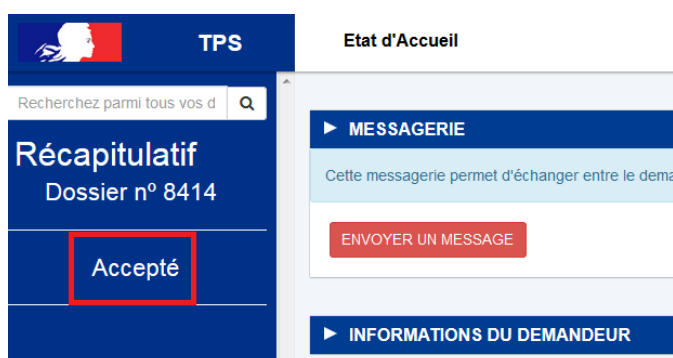 TPS
Etat d'Accueil
Recherchez parmi tous vos d
Récapitulatif
Dossier nº 8414
Accepté
MESSAGERIE
Cette messagerie permet d'échanger entre le dema
ENVOYER UN MESSAGE
INFORMATIONS DU DEMANDEUR